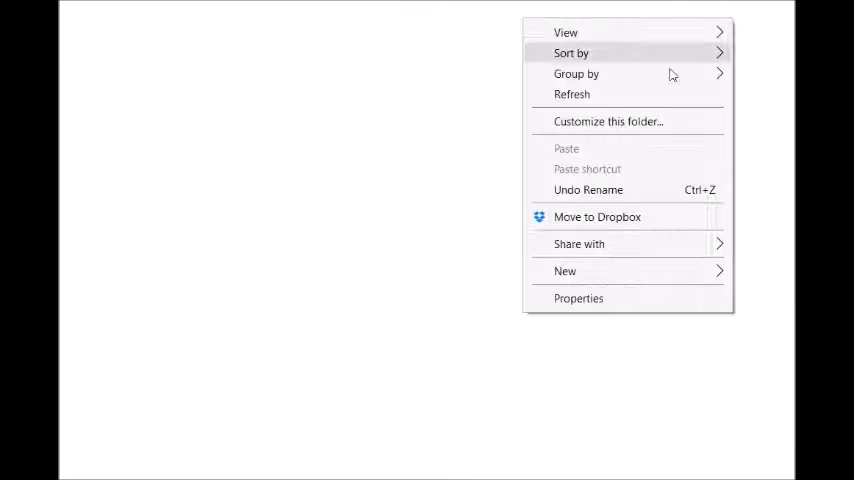 View
Sort by
Group by
Refresh
Customize this folder...
Paste
Paste shortcut
Undo Rename Ctrl+Z
Move to Dropbox
Share with
New
Properties